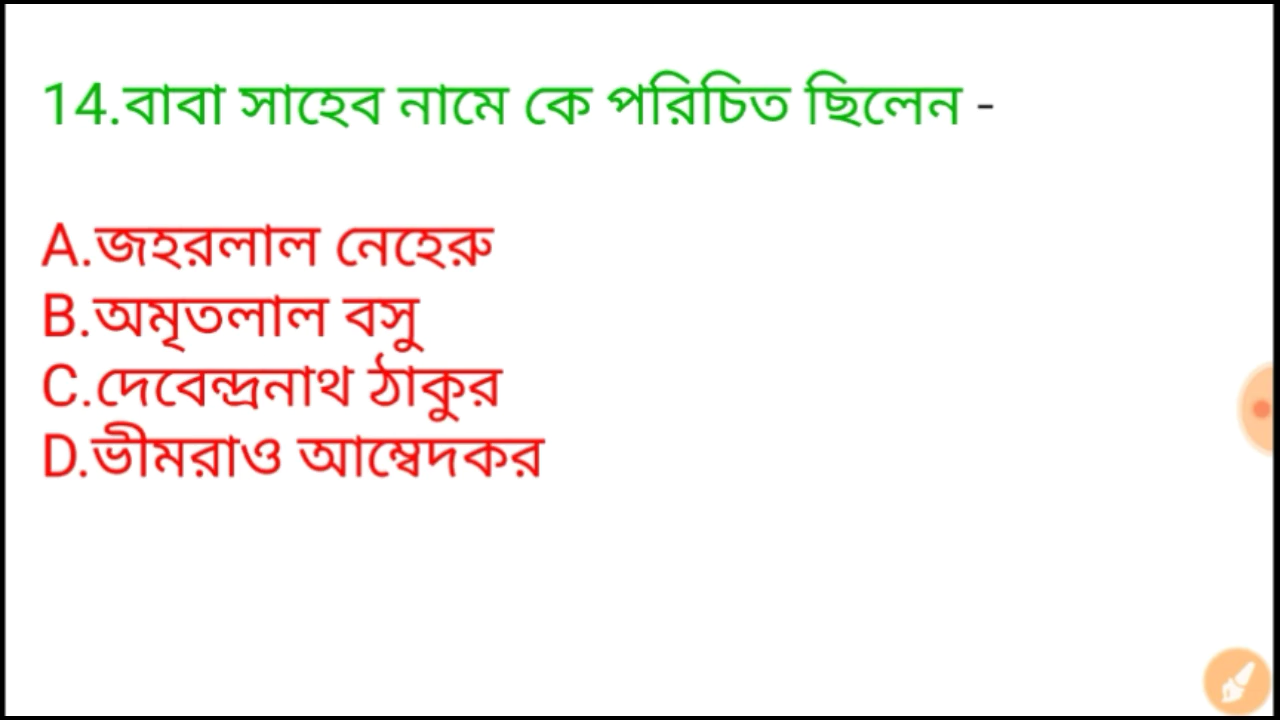 14.বাবা সাহেব নামে কে পরিচিত ছিলেন -
A.জহরলাল নেহেরু
B.অমৃতলাল বসু
C.দেবেন্দ্রনাথ ঠাকুর
D.ভীমরাও আম্বেদকর